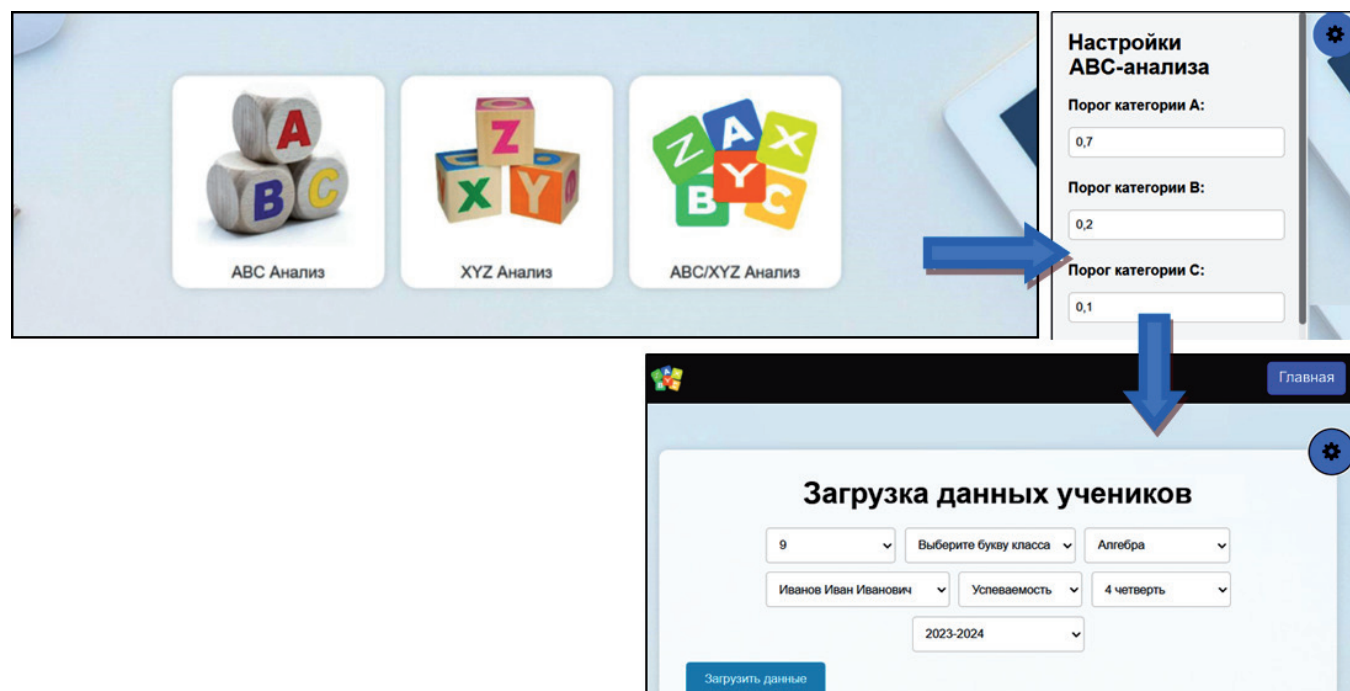 A
B
C
Z
X
Y
Z
A
X
B
Y
C
ABC Анализ
XYZ Анализ
ABC/XYZ Анализ
Настройки
ABC-анализа
Порог категории A:
0,7
Порог категории B:
0,2
Порог категории C:
0,1
Главная
Загрузка данных учеников
9
Выберите букву класса
Алгебра
Иванов Иван Иванович
Успеваемость
4 четверть
2023-2024
Загрузить данные